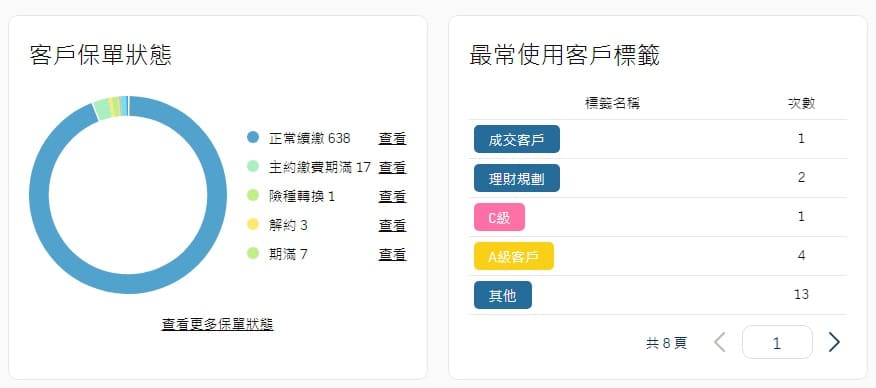 客戶保單狀態
正常續繳 638 查看
主約繳費期滿 17 查看
險種轉換 1 查看
解約 3 查看
期滿 7 查看
查看更多保單狀態
最常使用客戶標籤
標籤名稱 次數
成交客戶 1
理財規劃 2
C級 1
A級客戶 4
其他 13
共 8 頁 1